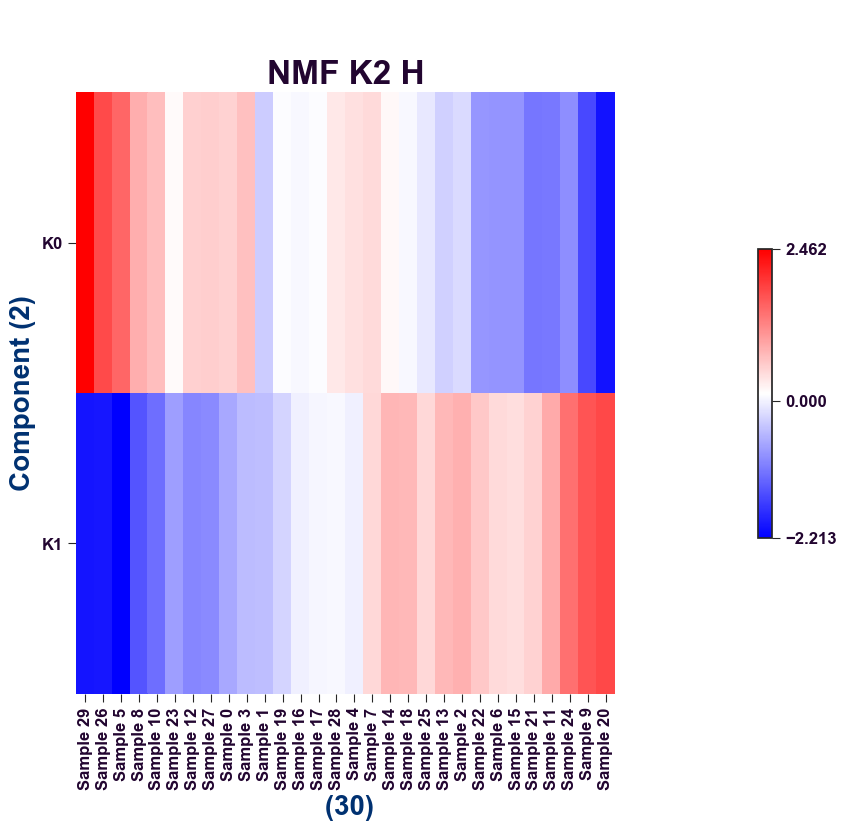 NMF K2 H
K0
K1
Component (2)
2.462
0.000
−2.213
Sample 29
Sample 26
Sample 5
Sample 8
Sample 10
Sample 23
Sample 12
Sample 27
Sample 0
Sample 3
Sample 1
Sample 19
Sample 16
Sample 17
Sample 28
Sample 4
Sample 7
Sample 14
Sample 18
Sample 25
Sample 13
Sample 2
Sample 22
Sample 6
Sample 15
Sample 21
Sample 11
Sample 24
Sample 9
Sample 20
(30)